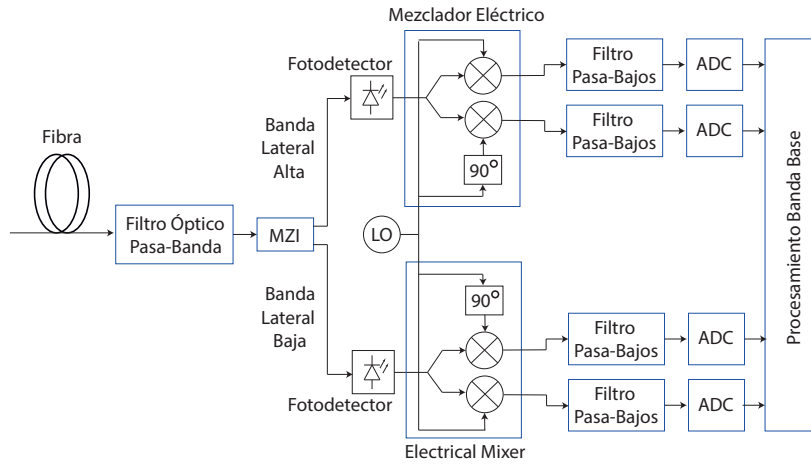 Mezclador Eléctrico
Fotodetector
Filtro
Pasa-Bajos
ADC
Filtro
Pasa-Bajos
ADC
90°
Banda
Lateral
Alta
Fibra
Filtro Óptico
Pasa-Banda
MZI
LO
Procesamiento Banda Base
Banda
Lateral
Baja
90°
Filtro
Pasa-Bajos
ADC
Filtro
Pasa-Bajos
ADC
Fotodetector
Electrical Mixer